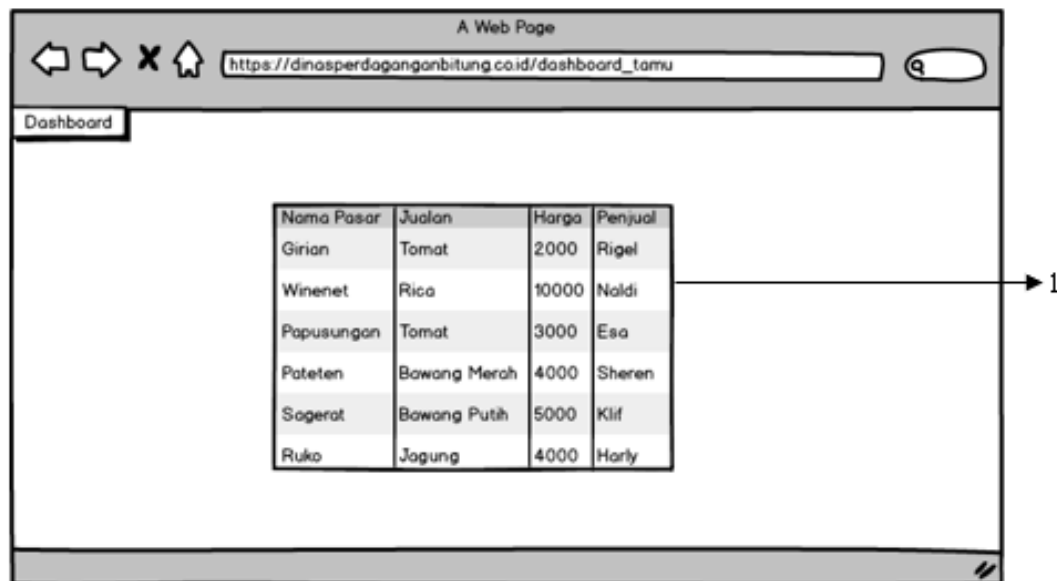 A Web Page
https://dinasperdaganganbitung.co.id/dashboard_tamu
Dashboard
Nama Pasar Jualan Harga Penjual
Girian Tomat 2000 Rigel
Winenet Rica 10000 Naldi
1
Papusungan Tomat 3000 Esa
Pateten Bawang Merah 4000 Sheren
Sagerat Bawang Putih 5000 Klif
Ruko Jagung 4000 Harly